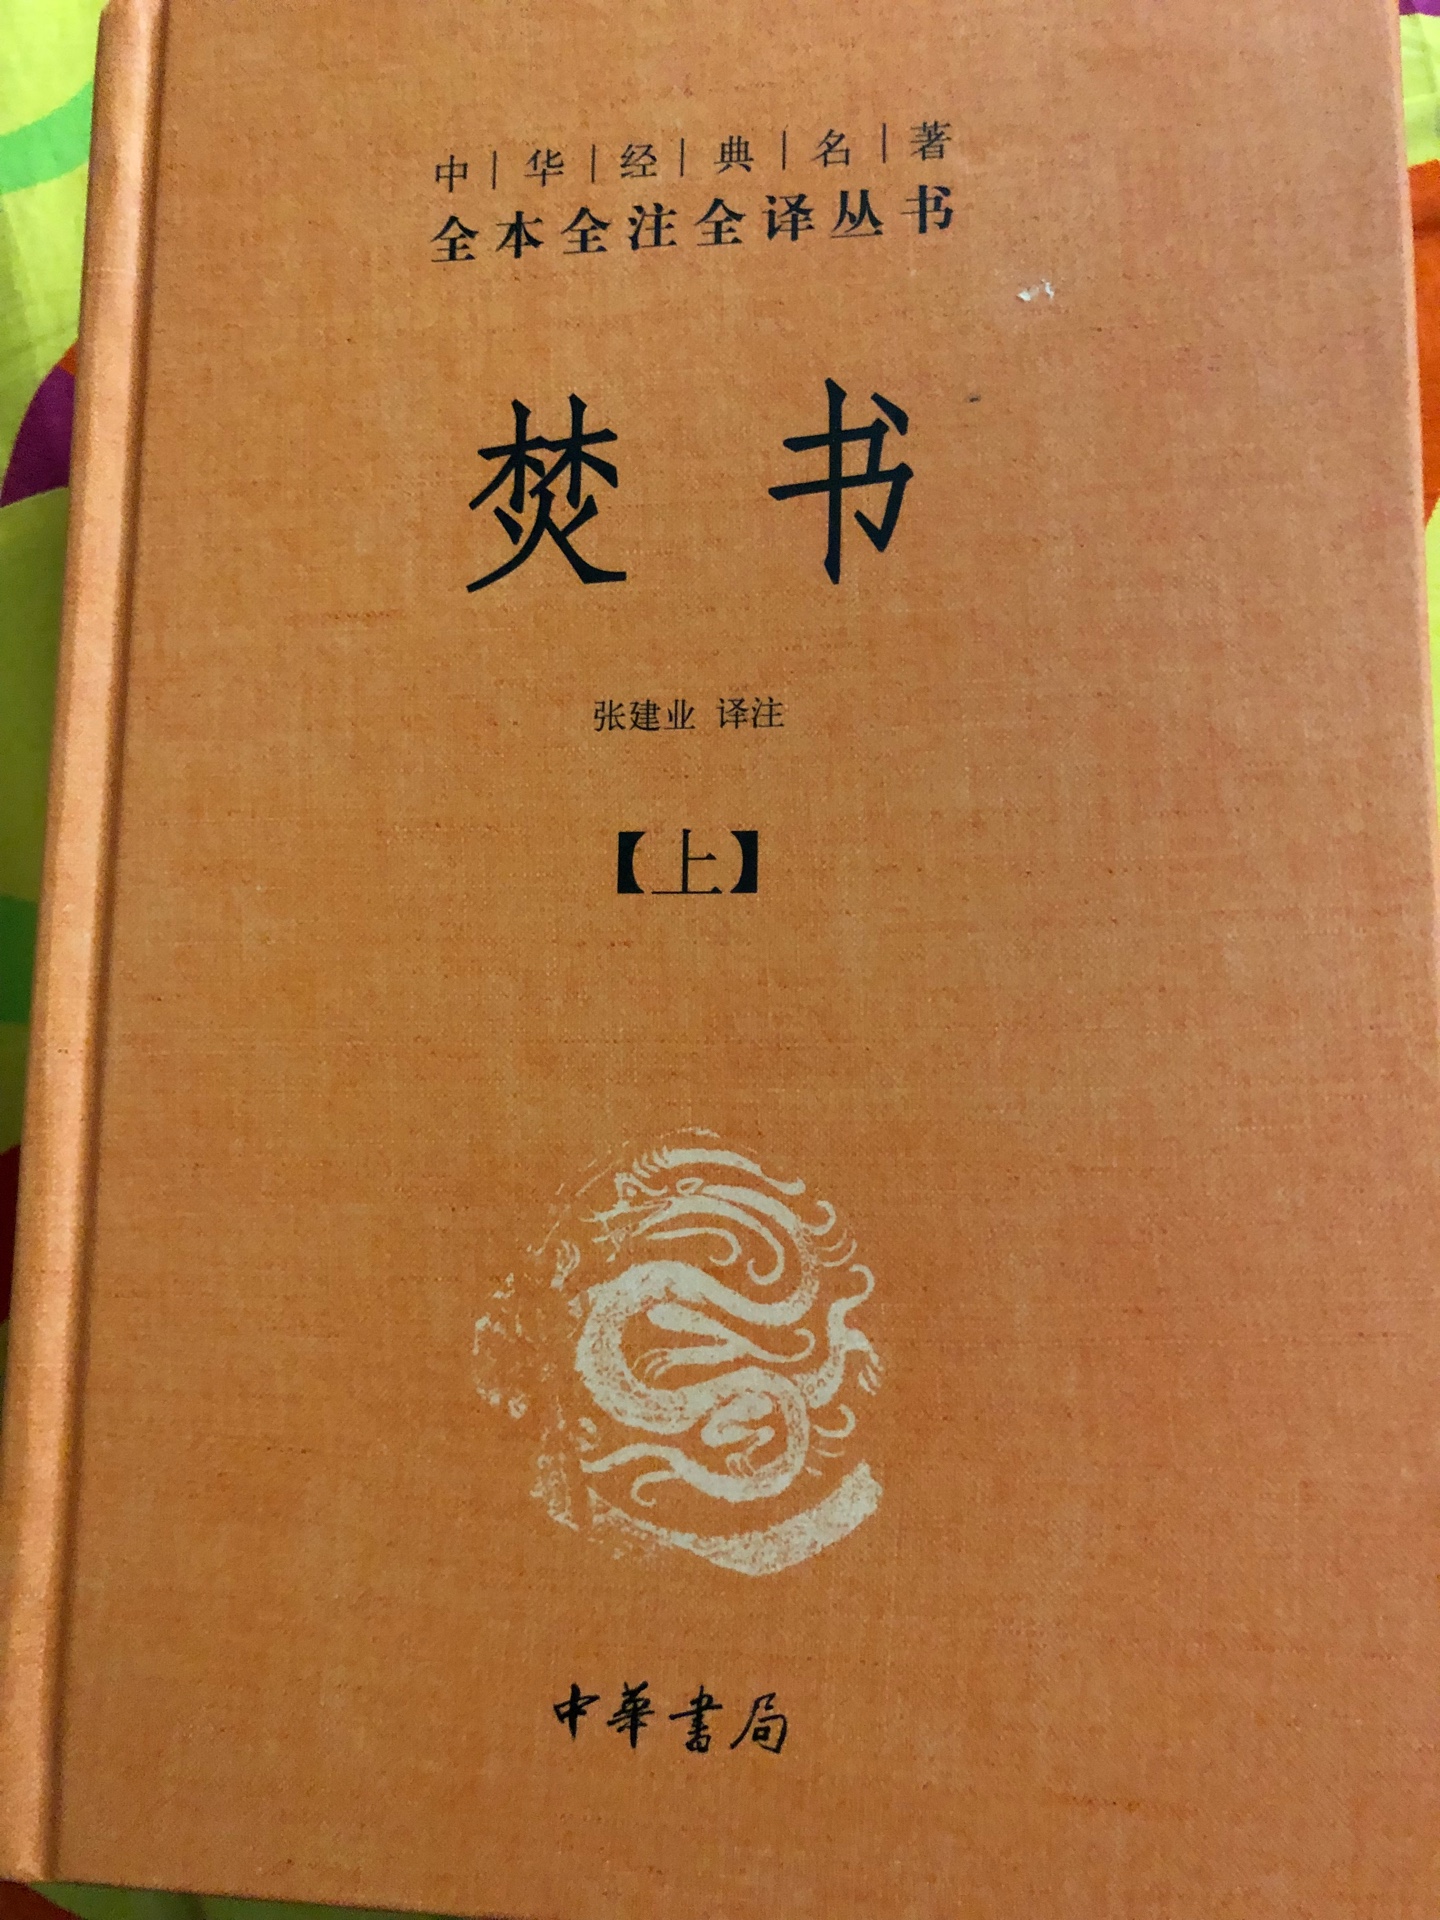 中|华|经|典|名|著
全本全注全译丛书
焚书
张建业 译注
【上】
中華書局